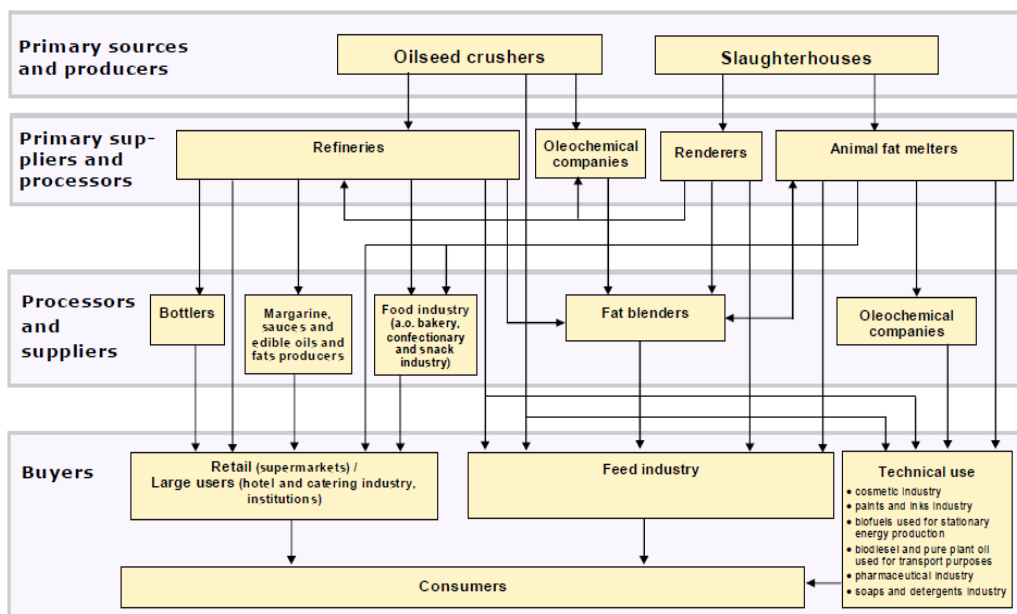 Primary sources
and producers
Oilseed crushers
Slaughterhouses
Primary sup-
pliers and
processors
Refineries
Oleochemical
companies
Renderers
Animal fat melters
Processors
and
suppliers
Bottlers
Margarine,
sauces and
edible oils and
fats producers
Food industry
(a.o. bakery,
confectionary
and snack
industry)
Fat blenders
Oleochemical
companies
Buyers
Retail (supermarkets) /
Large users (hotel and catering industry,
institutions)
Feed industry
Technical use
• cosmetic industry
• paints and inks industry
• biofuels used for stationary
energy production
• biodiesel and pure plant oil
used for transport purposes
• pharmaceutical industry
• soaps and detergents industry
Consumers